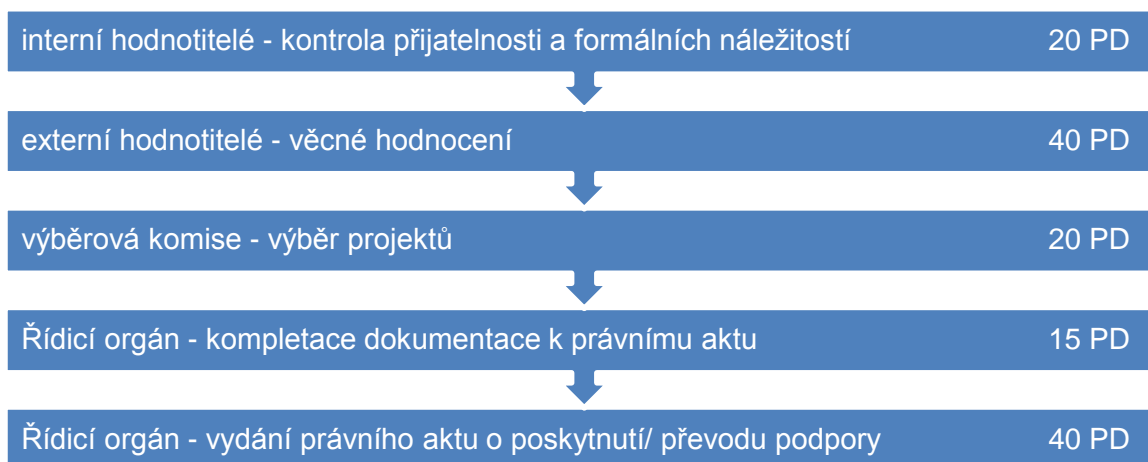 interní hodnotitelé - kontrola přijatelnosti a formálních náležitostí 20 PD
externí hodnotitelé - věcné hodnocení 40 PD
výběrová komise - výběr projektů 20 PD
Řídicí orgán - kompletace dokumentace k právnímu aktu 15 PD
Řídicí orgán - vydání právního aktu o poskytnutí/ převodu podpory 40 PD